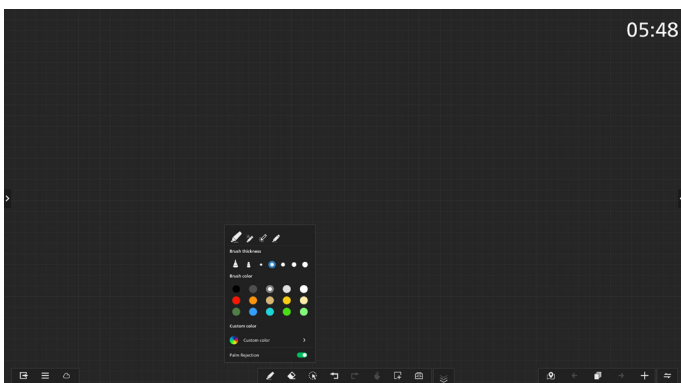 05:48
Brush thickness
Brush color
Custom color
Custom color
Palm Rejection